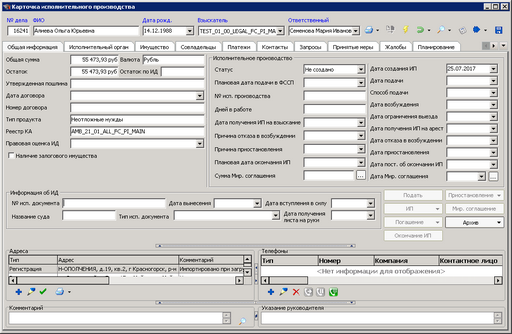 Карточка исполнительного производства
№ дела ФИО Дата рожд. Взыскатель Ответственный
16241 Алиева Ольга Юрьевна 14.12.1988 TEST_01_00_LEGAL_FC_PI_MA Семенова Мария Иванов
Общая информация Исполнительный орган Имущество Совладельцы Платежи Контакты Запросы Принятые меры Жалобы Планирование
Общая сумма 55 473,93 руб Валюта Рубль
Остаток 55 473,93 руб Остаток по ИД
Утвержденная пошлина
Дата договора
Номер договора
Тип продукта Неотложные нужды
Реестр КА AMB_21_01_ALL_FC_PI_MAIN
Правовая оценка ИД
Наличие залогового имущества
Исполнительное производство
Статус Не создано
Плановая дата подачи в ФССП
№ исп. производства
Дней в работе
Дата получения ИП на взыскание
Причина отказа в возбуждении
Причина приостановления
Плановая дата окончания ИП
Сумма Мир. соглашения ...
Дата создания ИП 25.07.2017
Дата подачи
Способ подачи
Дата возбуждения
Дата ограничения выезда
Дата получения ИП на арест
Дата отказа в возбуждении
Дата приостановления
Дата пост. об окончании ИП
Дата Мир. соглашения ...
Информация об ИД
№ исп. документа Дата вынесения Дата вступления в силу
Название суда Тип исп. документа Дата получения листа на руки
Подать Приостановление
ИП Мир. соглашение
Погашение Архив
Окончание ИП
Адреса
Тип Адрес Комментарий
Регистрация Н-ОПОЛЧЕНИЯ, д.19, кв.2, г Красногорск, р-н Импортировано при загр
Телефоны
Тип Номер Компания Контактное лицо
<Нет информации для отображения>
Комментарий
Указание руководителя